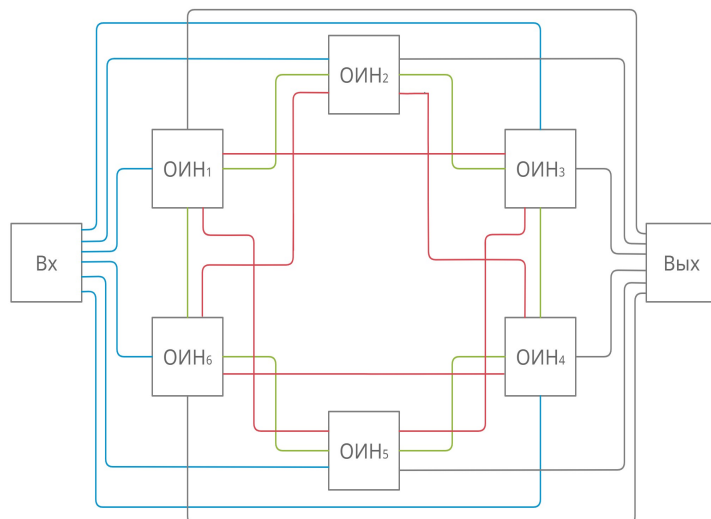 ОИН₂
ОИН₁
ОИН₃
Вх
Вых
ОИН₆
ОИН₄
ОИН₅